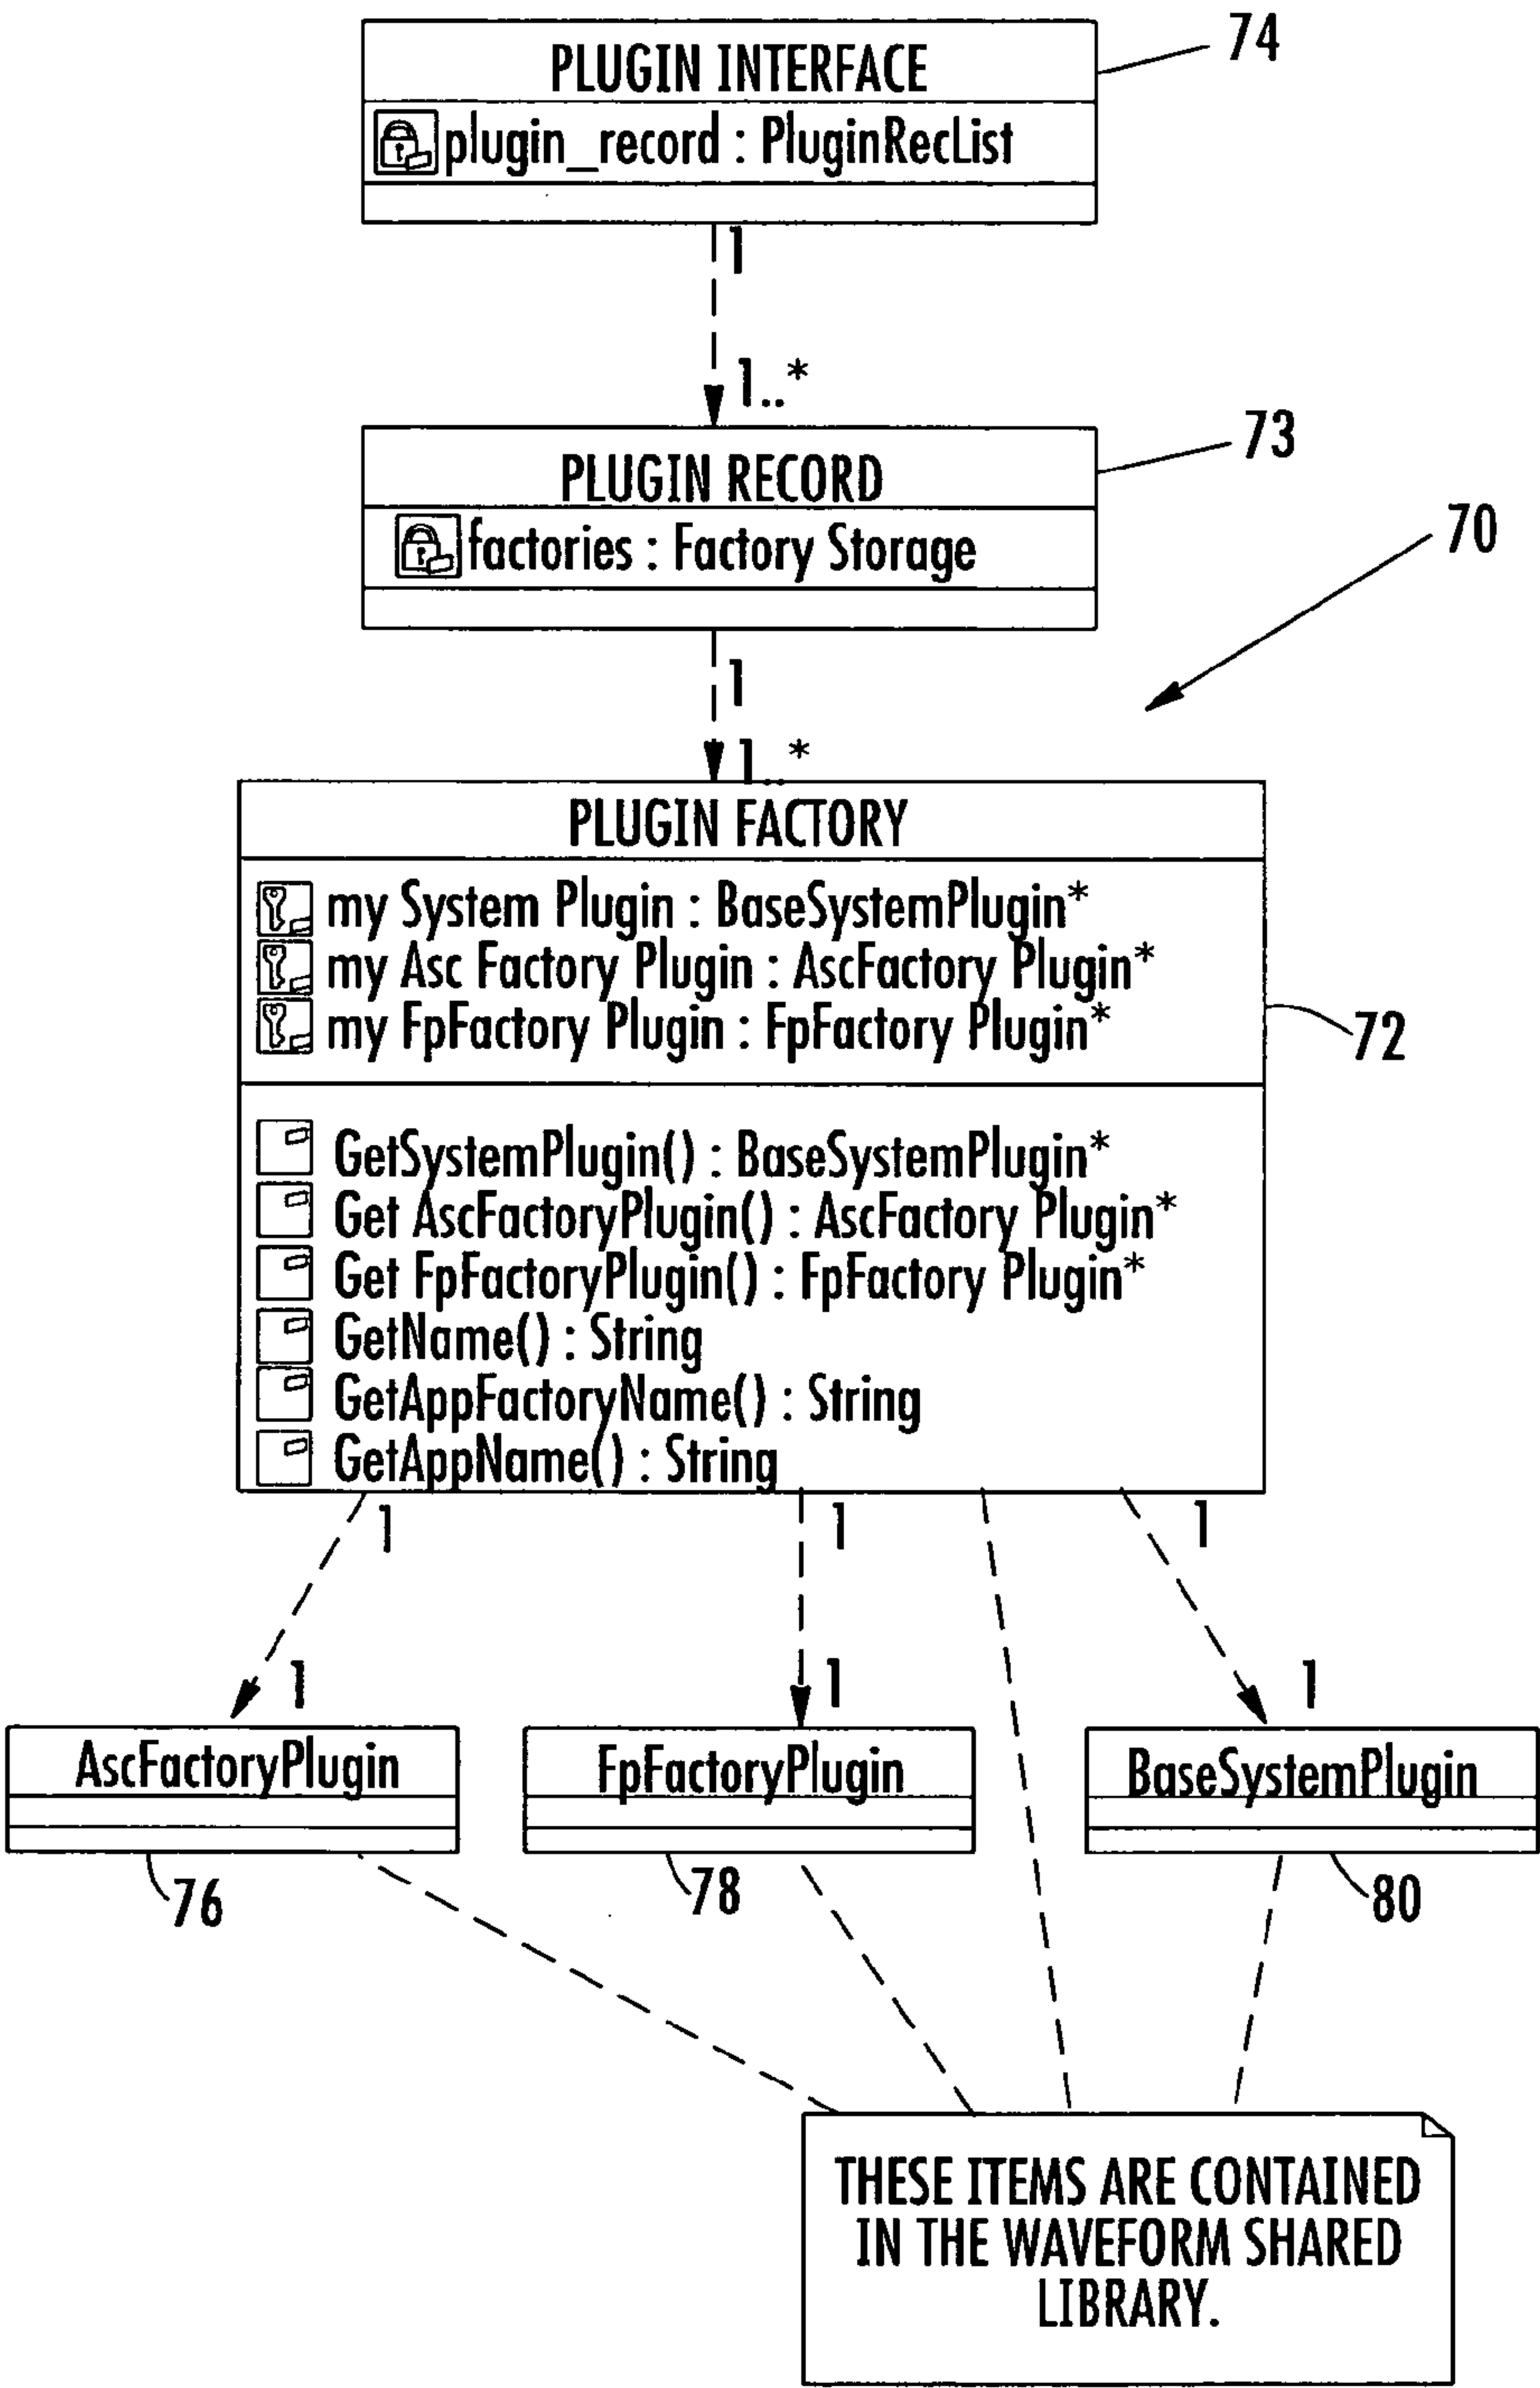 PLUGIN INTERFACE
74
plugin_record : PluginRecList
1
1..*
PLUGIN RECORD
73
factories : Factory Storage
70
1
1..*
PLUGIN FACTORY
my System Plugin : BaseSystemPlugin*
my Asc Factory Plugin : AscFactory Plugin*
my FpFactory Plugin : FpFactory Plugin*
72
GetSystemPlugin() : BaseSystemPlugin*
Get AscFactoryPlugin() : AscFactory Plugin*
Get FpFactoryPlugin() : FpFactory Plugin*
GetName() : String
GetAppFactoryName() : String
GetAppName() : String
1 1 1
1 1 1
AscFactoryPlugin
FpFactoryPlugin
BaseSystemPlugin
76
78
80
THESE ITEMS ARE CONTAINED
IN THE WAVEFORM SHARED
LIBRARY.